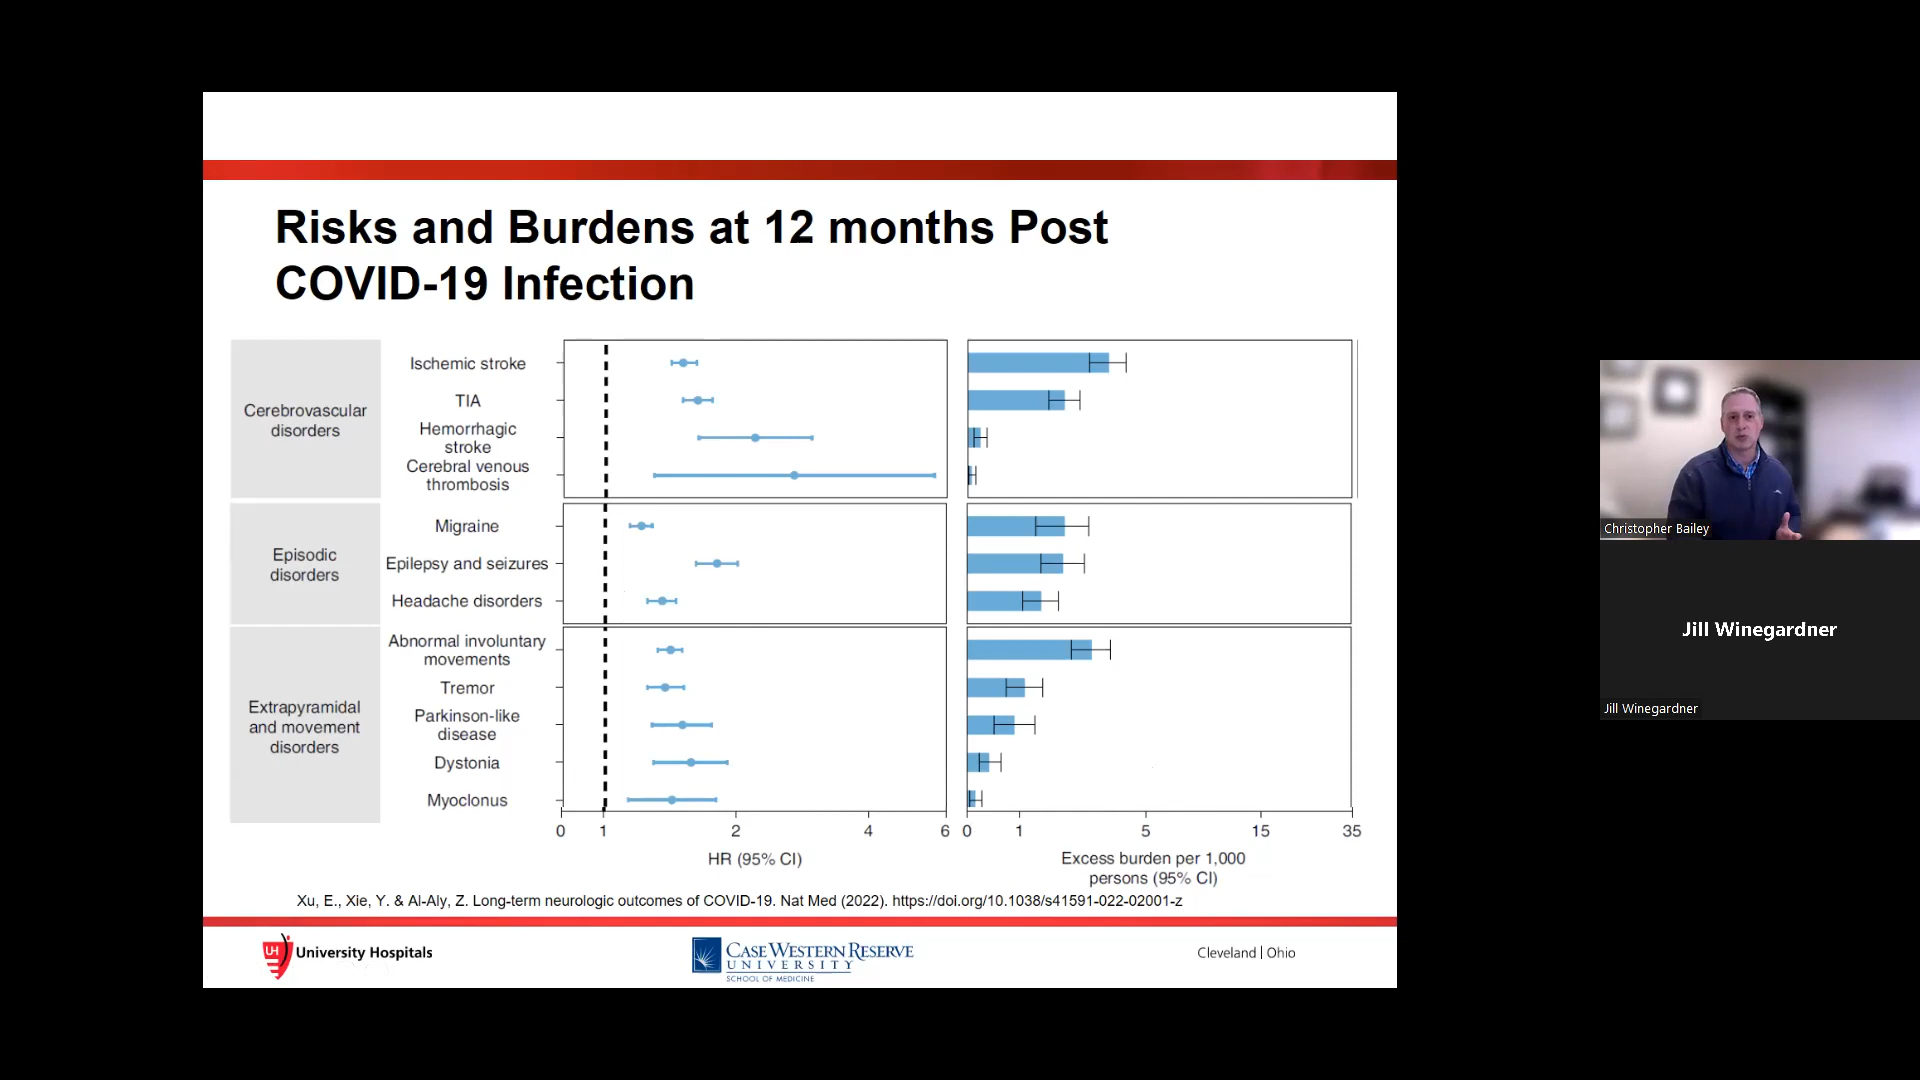 Risks and Burdens at 12 months Post
COVID-19 Infection
Cerebrovascular
disorders
Ischemic stroke
TIA
Hemorrhagic
stroke
Cerebral venous
thrombosis
Episodic
disorders
Migraine
Epilepsy and seizures
Headache disorders
Extrapyramidal
and movement
disorders
Abnormal involuntary
movements
Tremor
Parkinson-like
disease
Dystonia
Myoclonus
0 1 2 4 6
HR (95% CI)
0 1 5 15 35
Excess burden per 1,000
persons (95% CI)
Xu, E., Xie, Y. & Al-Aly, Z. Long-term neurologic outcomes of COVID-19. Nat Med (2022). https://doi.org/10.1038/s41591-022-02001-z
UH University Hospitals
CASE WESTERN RESERVE
UNIVERSITY
SCHOOL OF MEDICINE
Cleveland | Ohio
Christopher Bailey
Jill Winegardner
Jill Winegardner